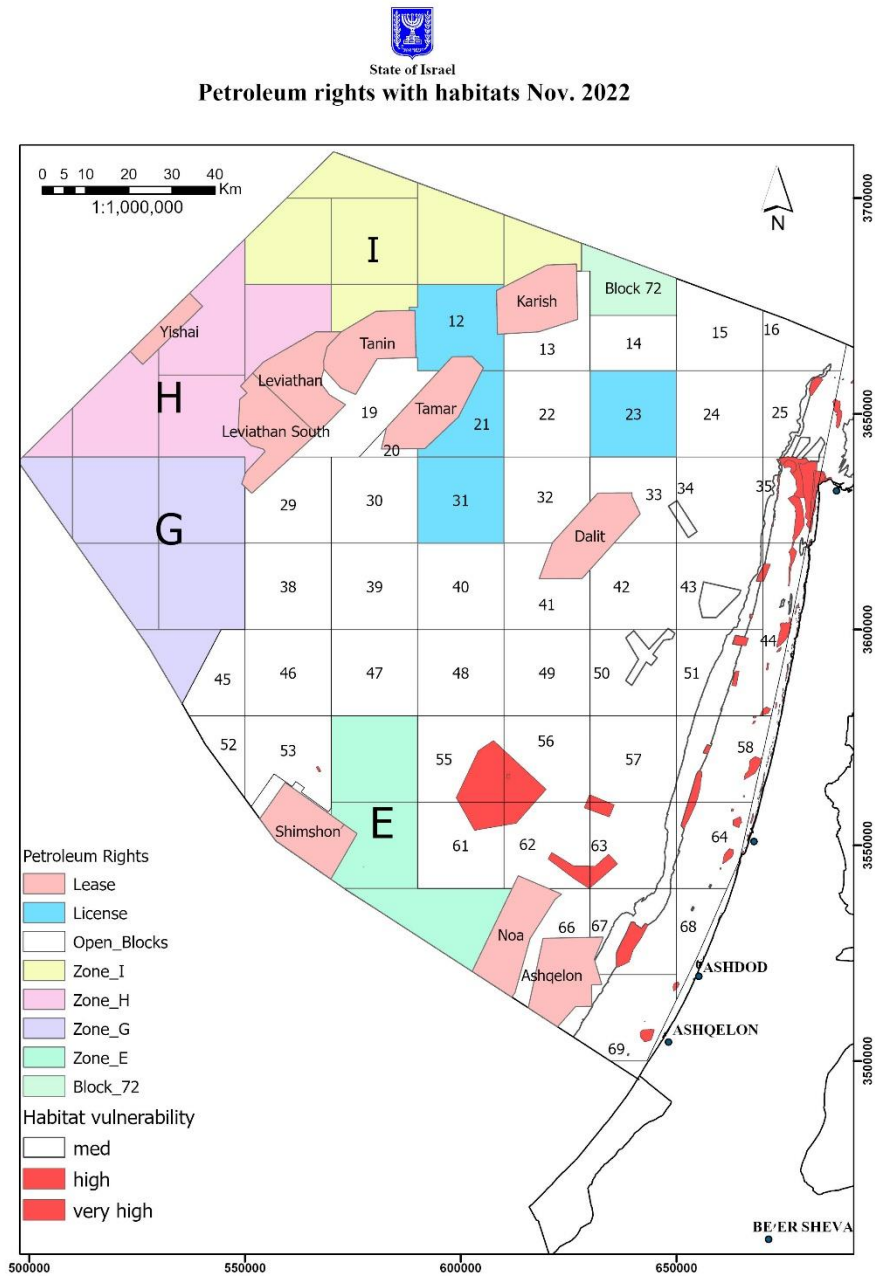 State of Israel
Petroleum rights with habitats Nov. 2022
0 5 10 20 30 40
Km
1:1,000,000
N
3700000
I
Block 72
Karish
Yishai
12
15
16
Tanin
13
14
Leviathan
H
Tamar
19
22
23
24
25
3650000
Leviathan South
21
20
29
30
31
32
33
34
35
G
Dalit
38
39
40
41
42
43
3600000
44
45
46
47
48
49
50
51
52
53
55
56
57
58
E
Shimshon
61
62
63
64
3550000
Noa
66
67
68
Ashqelon
ASHDOD
ASHQELON
69
3500000
Petroleum Rights
Lease
License
Open_Blocks
Zone_I
Zone_H
Zone_G
Zone_E
Block_72
Habitat vulnerability
med
high
very high
BE'ER SHEVA
500000
550000
600000
650000